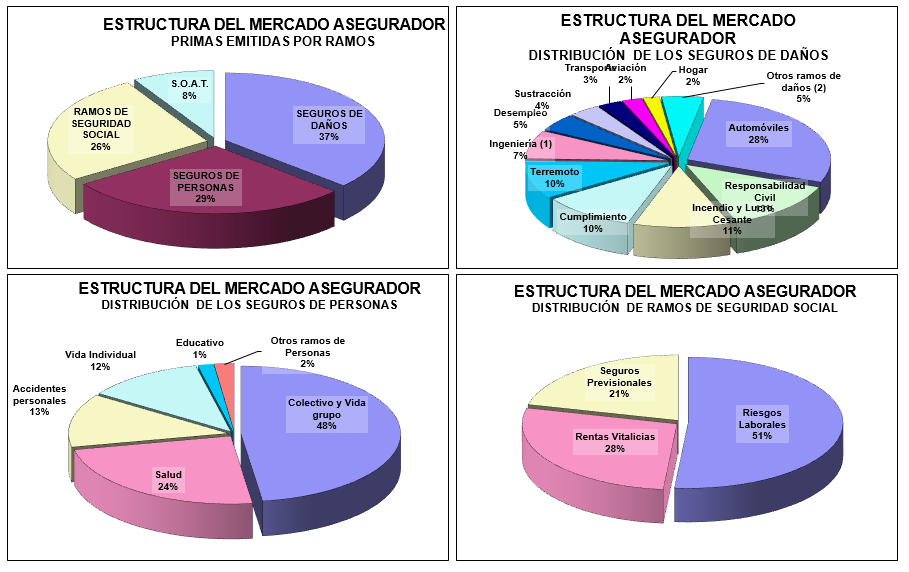 ESTRUCTURA DEL MERCADO ASEGURADOR
PRIMAS EMITIDAS POR RAMOS
S.O.A.T.
8%
RAMOS DE
SEGURIDAD
SOCIAL
26%
SEGUROS DE
DAÑOS
37%
SEGUROS DE
PERSONAS
29%
ESTRUCTURA DEL MERCADO
ASEGURADOR
DISTRIBUCIÓN DE LOS SEGUROS DE DAÑOS
Transporte
3%
Aviación
2%
Hogar
2%
Otros ramos de
daños (2)
5%
Sustracción
4%
Desempleo
5%
Ingeniería (1)
7%
Terremoto
10%
Cumplimiento
10%
Automóviles
28%
Responsabilidad
Civil
13%
Incendio y Lucro
Cesante
11%
ESTRUCTURA DEL MERCADO ASEGURADOR
DISTRIBUCIÓN DE LOS SEGUROS DE PERSONAS
Educativo
1%
Otros ramos de
Personas
2%
Vida Individual
12%
Accidentes
personales
13%
Colectivo y Vida
grupo
48%
Salud
24%
ESTRUCTURA DEL MERCADO ASEGURADOR
DISTRIBUCIÓN DE RAMOS DE SEGURIDAD SOCIAL
Seguros
Previsionales
21%
Riesgos
Laborales
51%
Rentas Vitalicias
28%